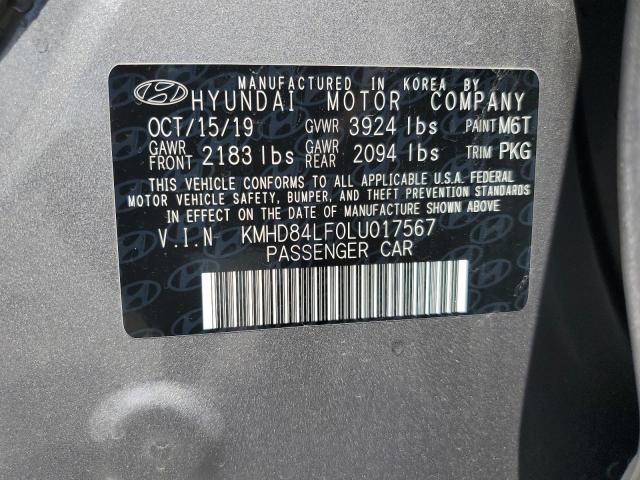 MANUFACTURED IN KOREA BY
HYUNDAI MOTOR COMPANY
OCT/15/19 GVWR 3924 lbs PAINT M6T
GAWR FRONT 2183 lbs GAWR REAR 2094 lbs TRIM PKG
THIS VEHICLE CONFORMS TO ALL APPLICABLE U.S.A. FEDERAL
MOTOR VEHICLE SAFETY, BUMPER, AND THEFT PREVENTION STANDARDS
IN EFFECT ON THE DATE OF MANUFACTURE SHOWN ABOVE
V.I.N KMHD84LF0LU017567
PASSENGER CAR